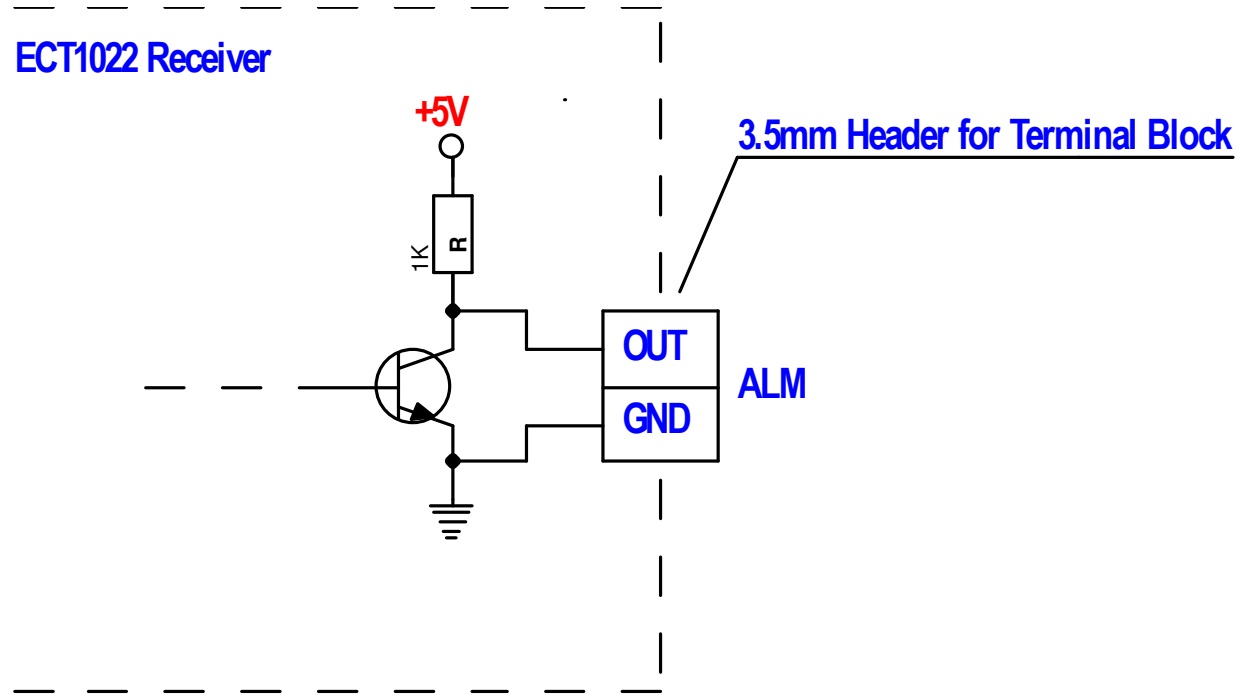 ECT1022 Receiver
+5V
3.5mm Header for Terminal Block
1K
R
OUT
ALM
GND